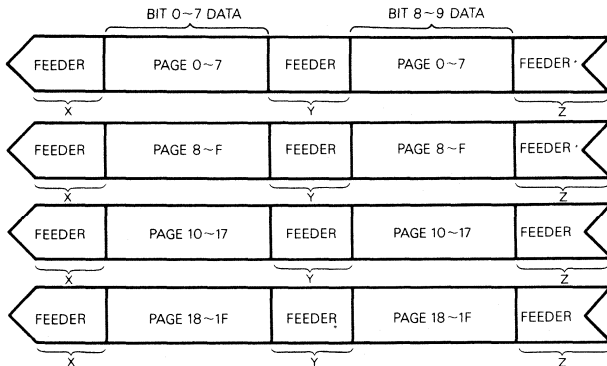 BIT 0~7 DATA BIT 8~9 DATA
FEEDER PAGE 0~7 FEEDER PAGE 0~7 FEEDER
X Y Z
FEEDER PAGE 8~F FEEDER PAGE 8~F FEEDER
X Y Z
FEEDER PAGE 10~17 FEEDER PAGE 10~17 FEEDER
X Y Z
FEEDER PAGE 18~1F FEEDER PAGE 18~1F FEEDER
X Y Z